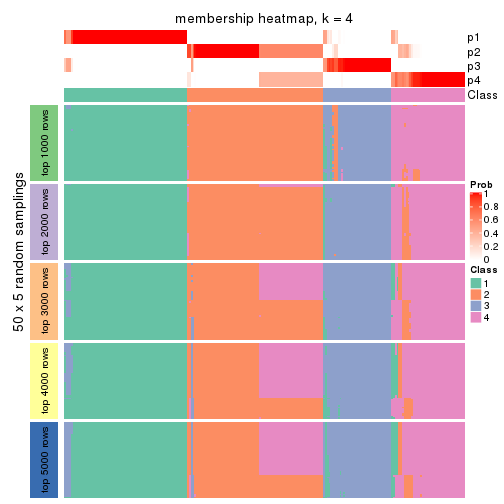 membership heatmap, k = 4
p1
p2
p3
p4
Class
50 x 5 random samplings
top 1000 rows
top 2000 rows
top 3000 rows
top 4000 rows
top 5000 rows
Prob
1
0.8
0.6
0.4
0.2
0
Class
1
2
3
4